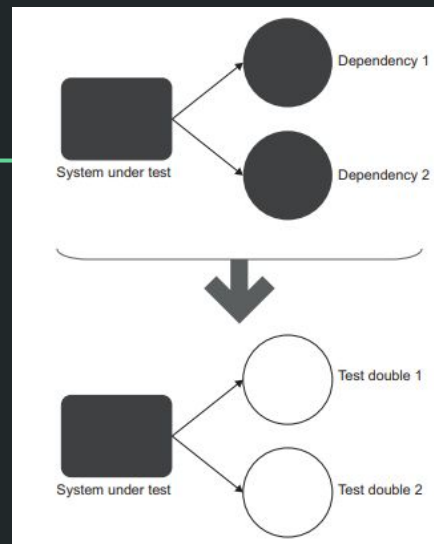 Dependency 1
System under test
Dependency 2
Test double 1
System under test
Test double 2